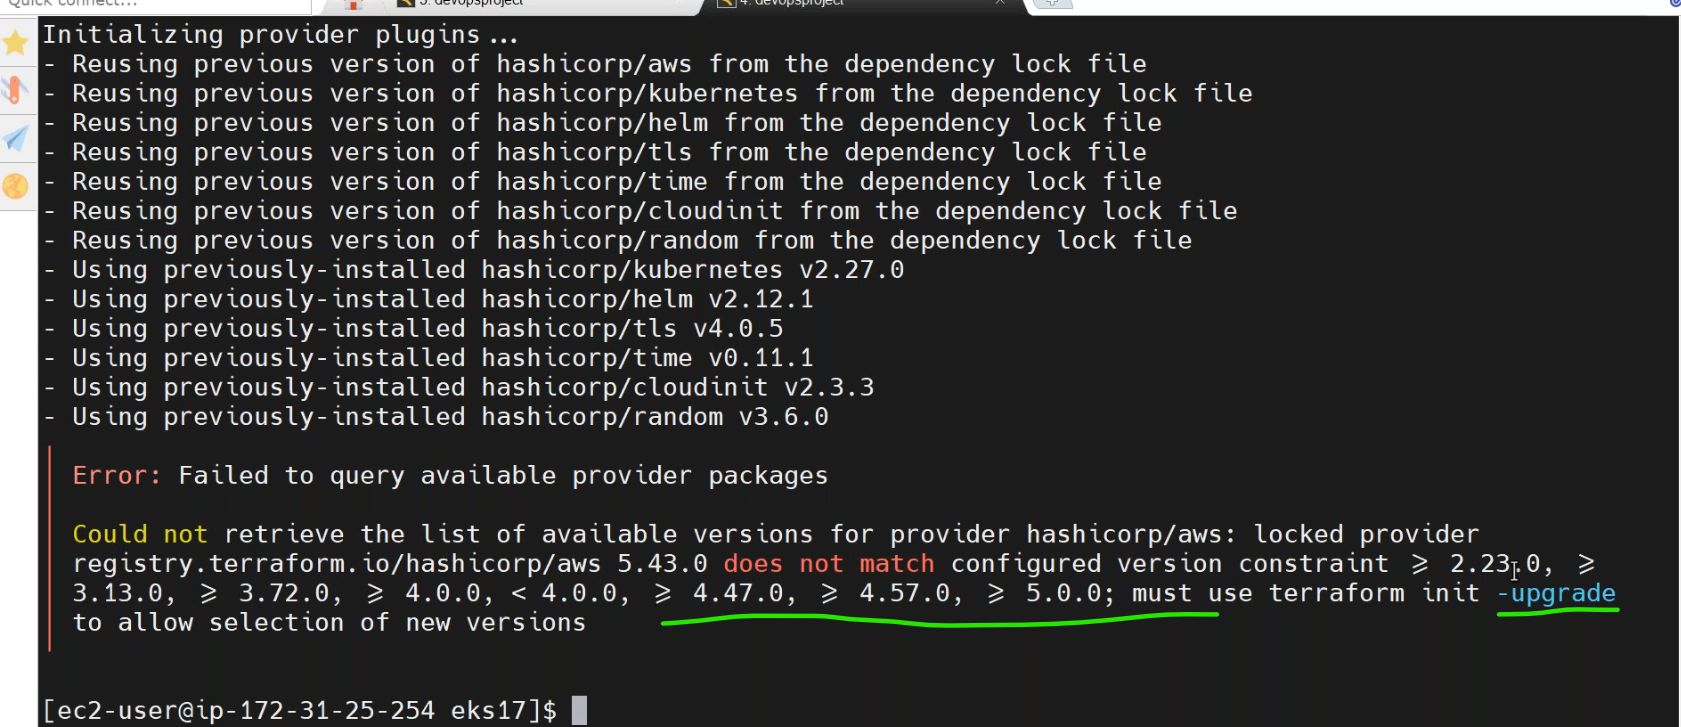 Quick connect...
3. devopsproject
4. devopsproject
Initializing provider plugins...
- Reusing previous version of hashicorp/aws from the dependency lock file
- Reusing previous version of hashicorp/kubernetes from the dependency lock file
- Reusing previous version of hashicorp/helm from the dependency lock file
- Reusing previous version of hashicorp/tls from the dependency lock file
- Reusing previous version of hashicorp/time from the dependency lock file
- Reusing previous version of hashicorp/cloudinit from the dependency lock file
- Reusing previous version of hashicorp/random from the dependency lock file
- Using previously-installed hashicorp/kubernetes v2.27.0
- Using previously-installed hashicorp/helm v2.12.1
- Using previously-installed hashicorp/tls v4.0.5
- Using previously-installed hashicorp/time v0.11.1
- Using previously-installed hashicorp/cloudinit v2.3.3
- Using previously-installed hashicorp/random v3.6.0
Error: Failed to query available provider packages
Could not retrieve the list of available versions for provider hashicorp/aws: locked provider
registry.terraform.io/hashicorp/aws 5.43.0 does not match configured version constraint ≥ 2.23.0, ≥
3.13.0, ≥ 3.72.0, ≥ 4.0.0, < 4.0.0, ≥ 4.47.0, ≥ 4.57.0, ≥ 5.0.0; must use terraform init -upgrade
to allow selection of new versions
[ec2-user@ip-172-31-25-254 eks17]$